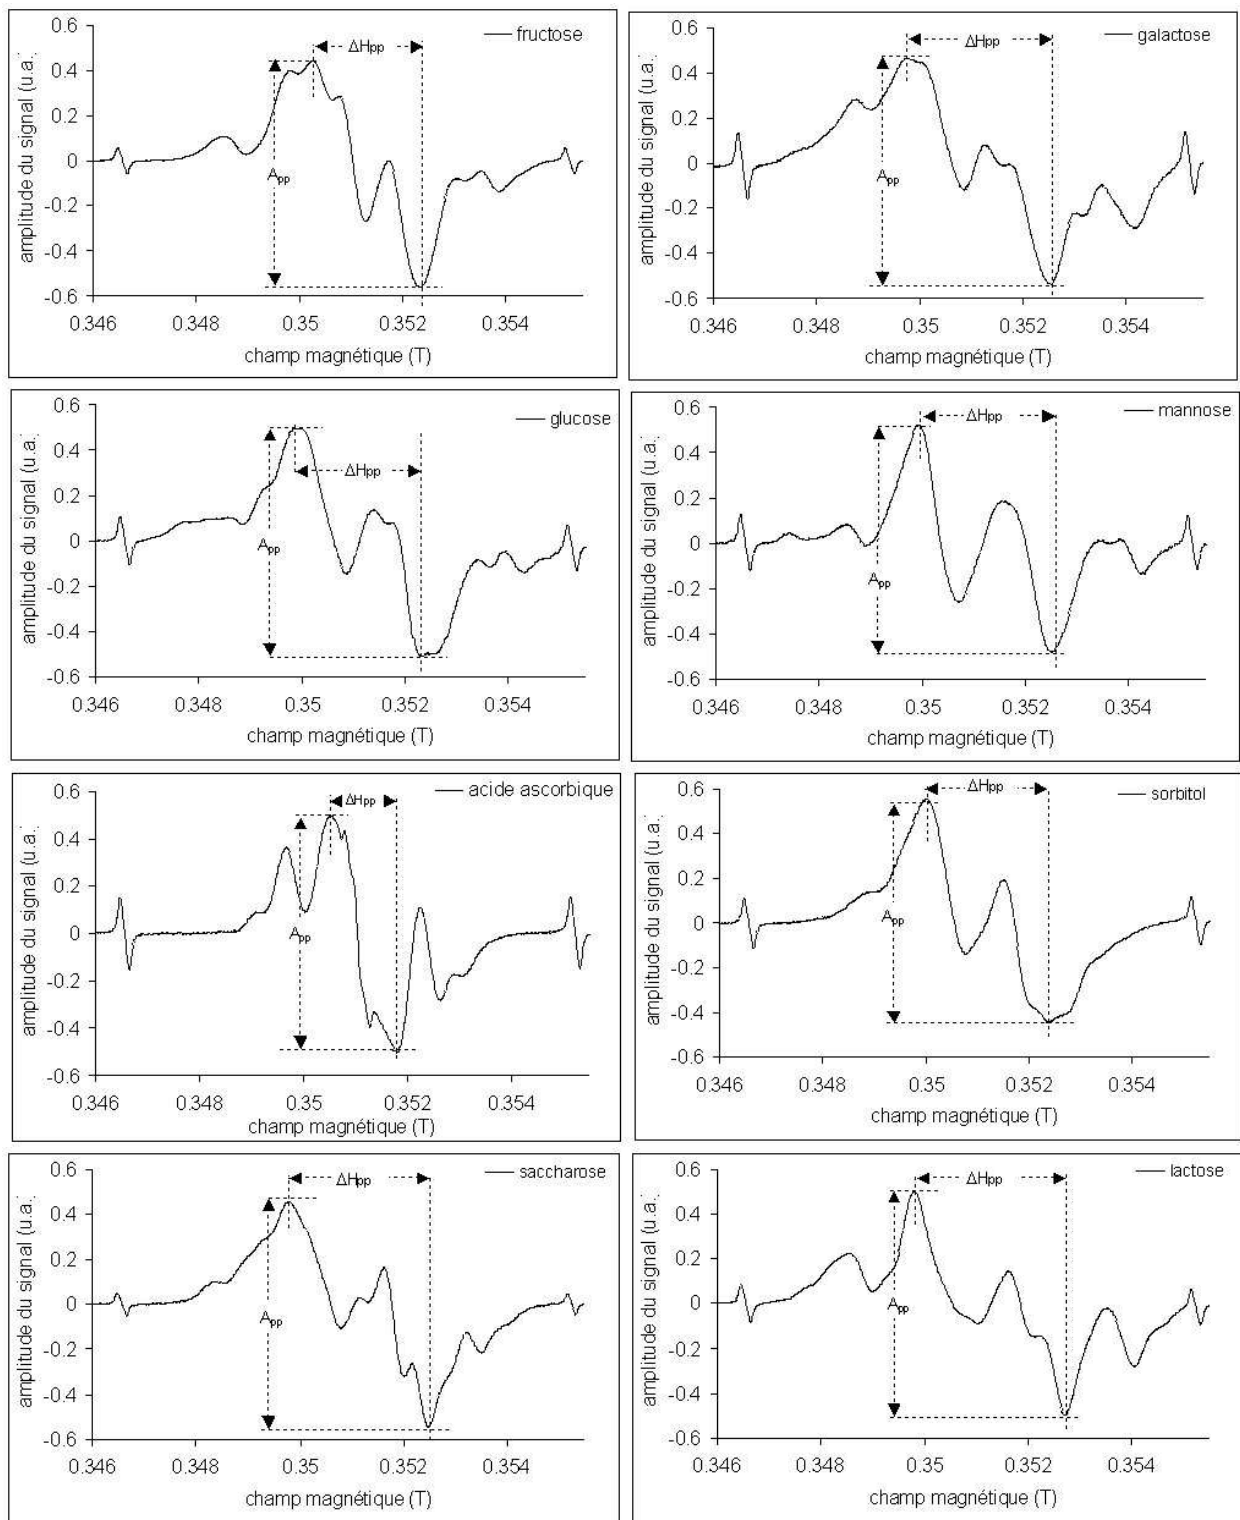 fructose
ΔHpp
App
0.6
0.4
0.2
0
-0.2
-0.4
-0.6
0.346 0.348 0.35 0.352 0.354
amplitude du signal (u.a.
champ magnétique (T)
galactose
ΔHpp
App
0.6
0.4
0.2
0
-0.2
-0.4
-0.6
0.346 0.348 0.35 0.352 0.354
amplitude du signal (u.a.
champ magnétique (T)
glucose
ΔHpp
App
0.6
0.4
0.2
0
-0.2
-0.4
-0.6
0.346 0.348 0.35 0.352 0.354
amplitude du signal (u.a.
champ magnétique (T)
mannose
ΔHpp
App
0.6
0.4
0.2
0
-0.2
-0.4
-0.6
0.346 0.348 0.35 0.352 0.354
amplitude du signal (u.a.
champ magnétique (T)
acide ascorbique
ΔHpp
App
0.6
0.4
0.2
0
-0.2
-0.4
-0.6
0.346 0.348 0.35 0.352 0.354
amplitude du signal (u.a.
champ magnétique (T)
sorbitol
ΔHpp
App
0.6
0.4
0.2
0
-0.2
-0.4
-0.6
0.346 0.348 0.35 0.352 0.354
amplitude du signal (u.a.
champ magnétique (T)
saccharose
ΔHpp
App
0.6
0.4
0.2
0
-0.2
-0.4
-0.6
0.346 0.348 0.35 0.352 0.354
amplitude du signal (u.a.
champ magnétique (T)
lactose
ΔHpp
App
0.6
0.4
0.2
0
-0.2
-0.4
-0.6
0.346 0.348 0.35 0.352 0.354
amplitude du signal (u.a.
champ magnétique (T)